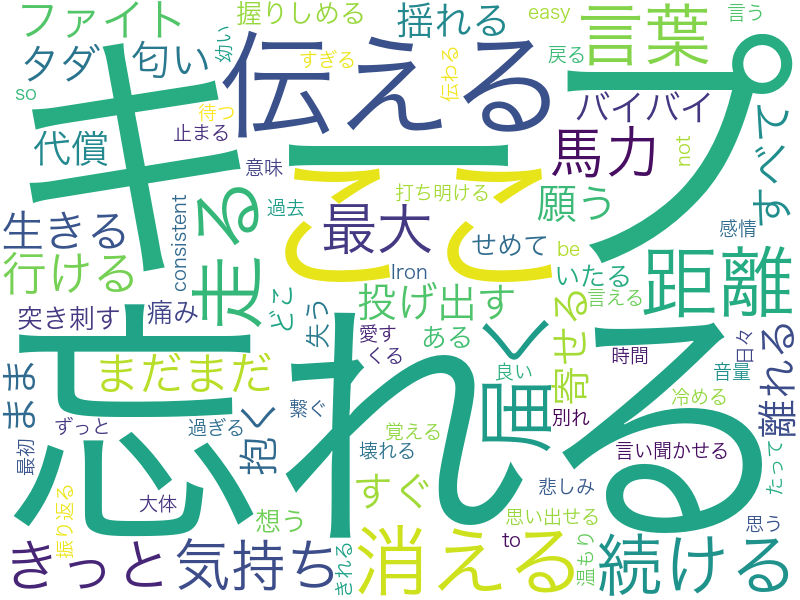 ファイト
握りしめる
揺れる
easy
言う
言葉
タダ
匂い
幼い
伝える
すぎる
伝わる
戻る
キープ
so
待つ
バイバイ
代償
止まる
馬力
not
すべて
意味
ここ
打ち明ける
願う
生きる
走る
consistent
過去
最大
せめて
be
感情
行ける
Iron
いたる
距離
突き刺す
痛み
どこ
失う
投げ出す
言える
忘れる
愛す
ある
届く
寄せる
時間
日々
離れる
まだまだ
くる
良い
音量
まま
ずっと
過ぎる
抱く
繋ぐ
覚える
別れ
冷める
最初
壊れる
言い聞かせる
たって
振り返る
大体
すぐ
悲しみ
想う
思い出せる
思う
きっと
気持ち
きれる
消える
to
温もり
続ける